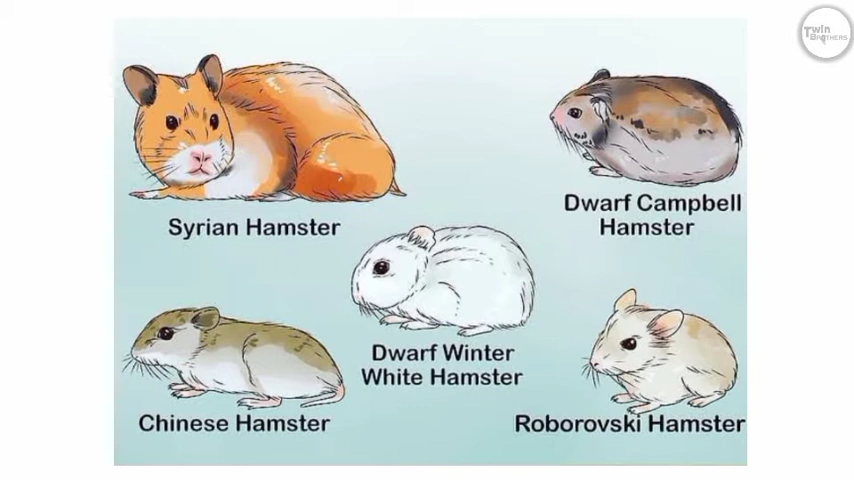 Twin
Brothers
Syrian Hamster
Dwarf Campbell
Hamster
Dwarf Winter
White Hamster
Chinese Hamster
Roborovski Hamster